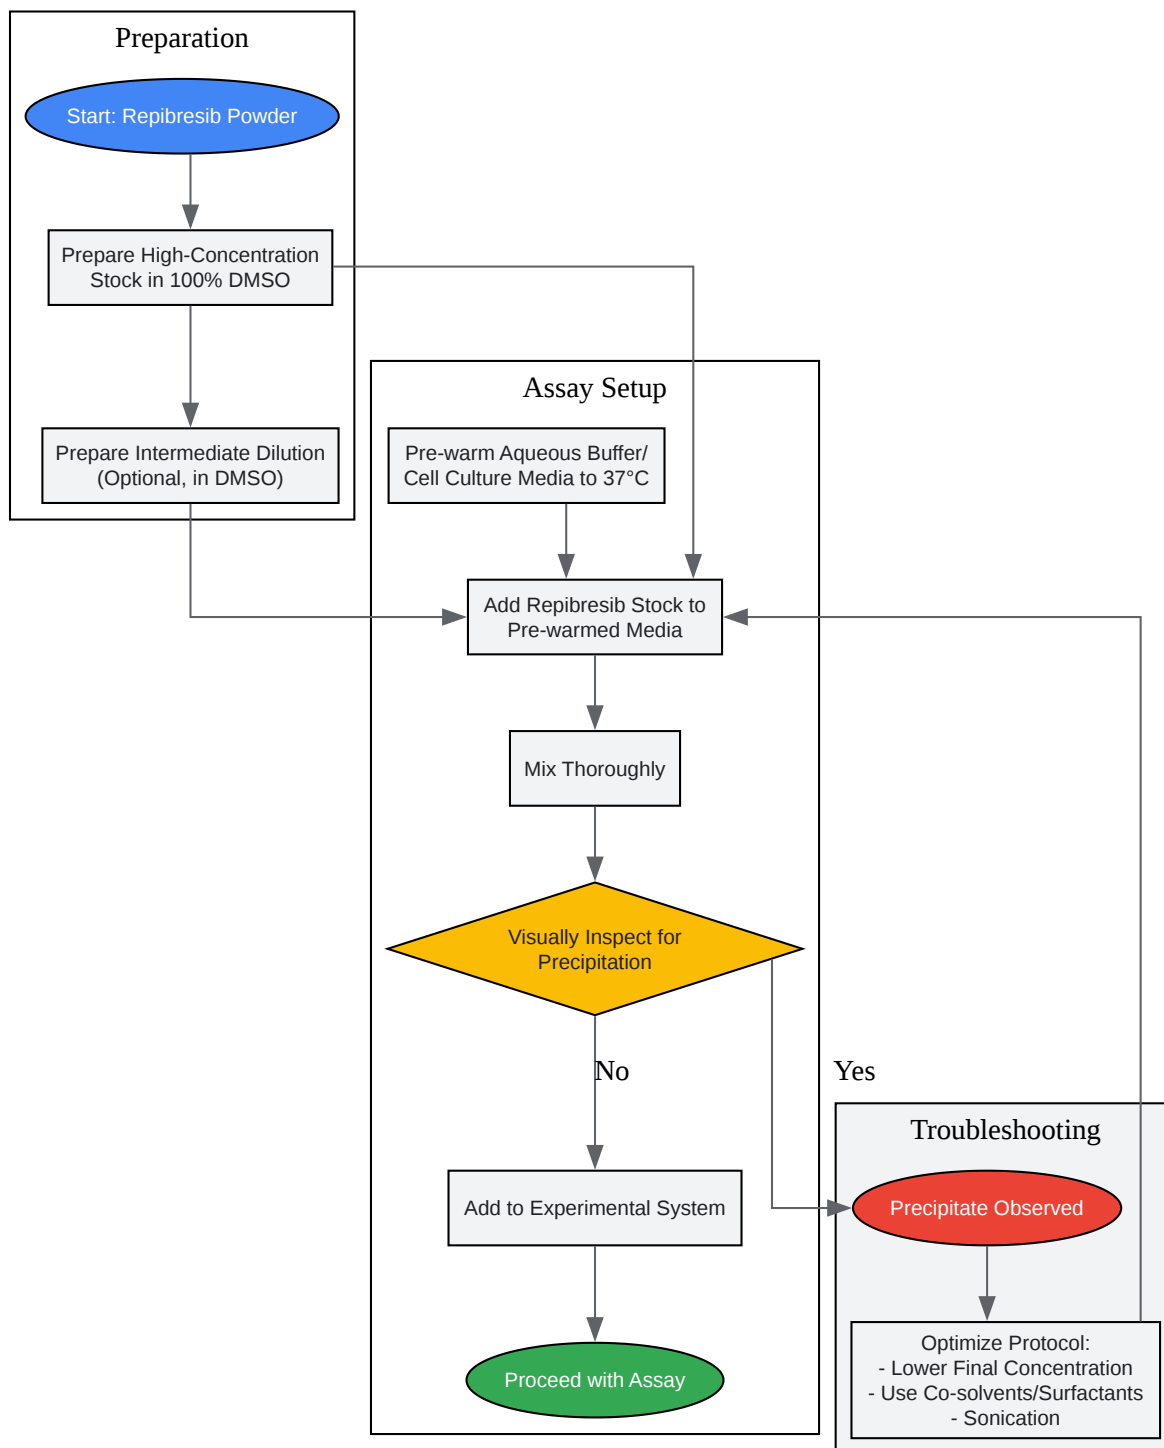 Preparation
Start: Repibresib Powder
Prepare High-Concentration
Stock in 100% DMSO
Prepare Intermediate Dilution
(Optional, in DMSO)
Assay Setup
Pre-warm Aqueous Buffer/
Cell Culture Media to 37°C
Add Repibresib Stock to
Pre-warmed Media
Mix Thoroughly
Visually Inspect for
Precipitation
No
Yes
Add to Experimental System
Proceed with Assay
Troubleshooting
Precipitate Observed
Optimize Protocol:
- Lower Final Concentration
- Use Co-solvents/Surfactants
- Sonication